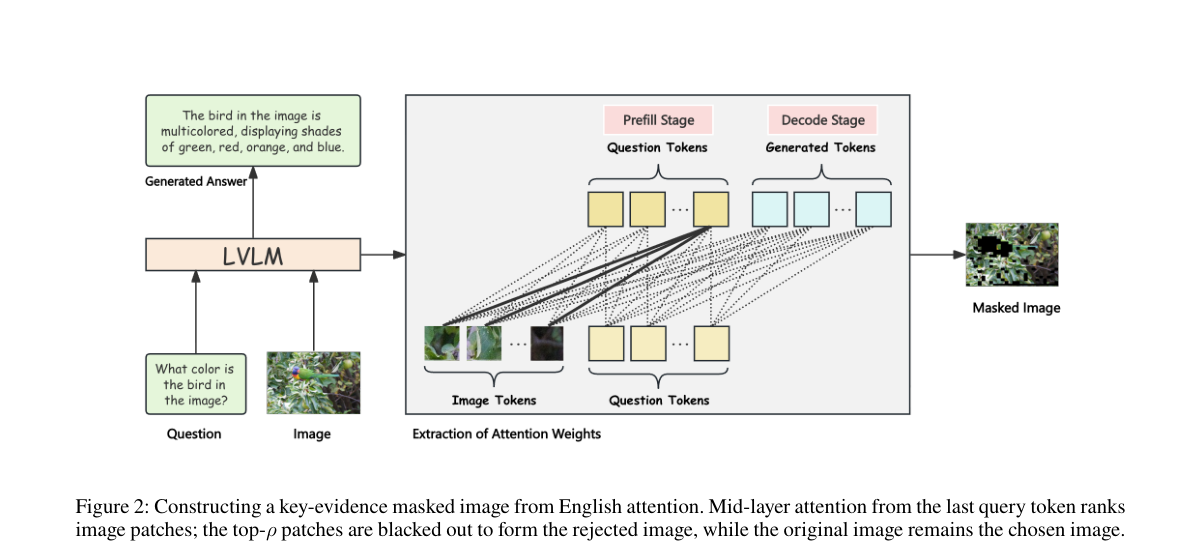 The bird in the image is
multicolored, displaying shades
of green, red, orange, and blue.
Generated Answer
LVLM
What color is
the bird in
the image?
Question
Image
Prefill Stage
Decode Stage
Question Tokens
Generated Tokens
...
...
...
...
Image Tokens
Question Tokens
Extraction of Attention Weights
Masked Image
Figure 2: Constructing a key-evidence masked image from English attention. Mid-layer attention from the last query token ranks
image patches; the top-ρ patches are blacked out to form the rejected image, while the original image remains the chosen image.